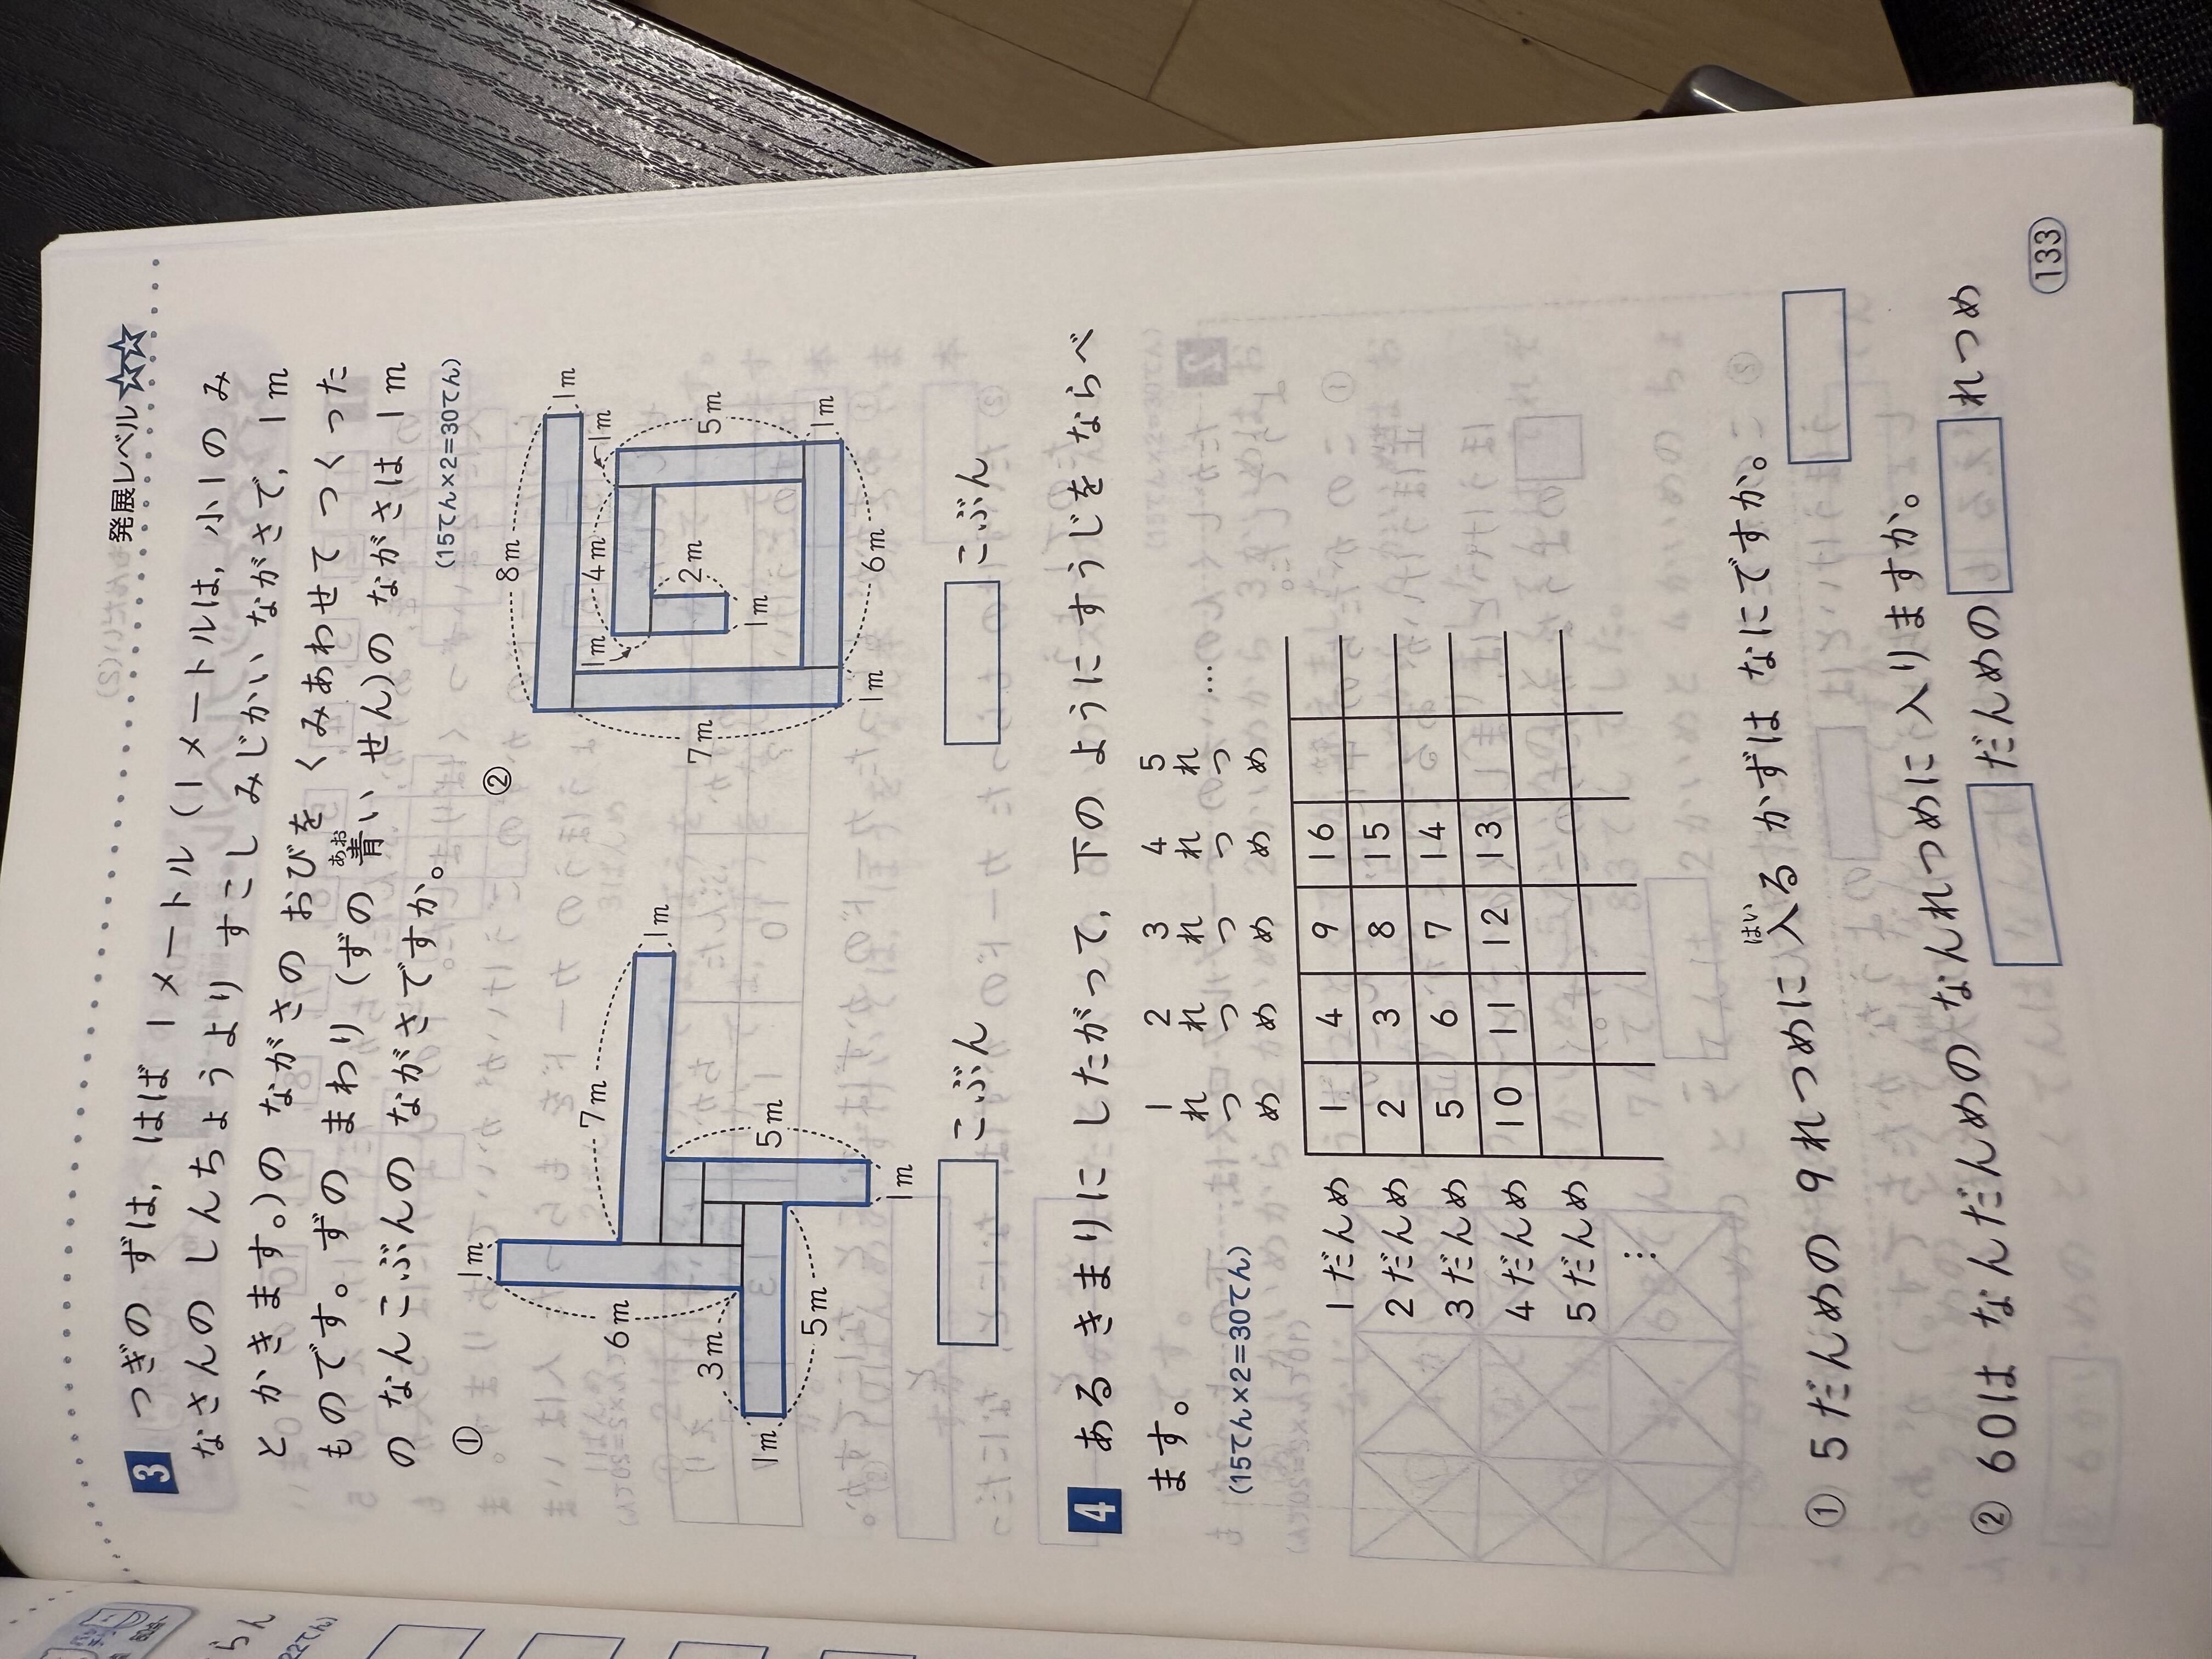 発展レベル☆☆
3 つぎの ずは, はば 1メートル (1メートルは, 小1の み
なさんの しんちょうより すこし みじかい ながさで, 1m
と かきます。)の ながさの おびを くみあわせて つくった
ものです。ずの まわり (ずの 青い せん)の ながさは 1m
あお
の なんこぶんの ながさですか。
(15てん×2=30てん)
①
1m
6m
7m
1m
3m
1m
5m
5m
1m
こぶん
②
8m
1m
1m
4m
1m
2m
1m
5m
7m
1m
6m
1m
こぶん
4 ある きまりに したがって, 下の ように すうじを ならべ
ます。
(15てん×2=30てん)
1れつめ 2れつめ 3れつめ 4れつめ 5れつめ …
1だんめ 1 4 9 16
2だんめ 2 3 8 15
3だんめ 5 6 7 14
4だんめ 10 11 12 13
5だんめ
⋮
はい
① 5だんめの 9れつめに 入る かずは なにですか。
② 60は なんだんめの なんれつめに 入りますか。
だんめの れつめ
133
らん
22てん)